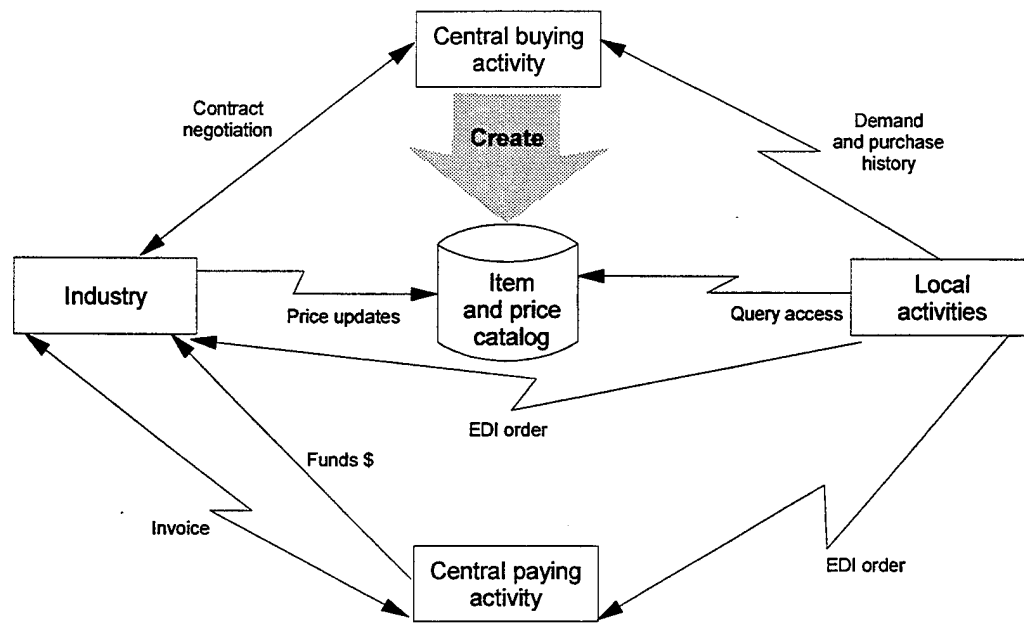 Central buying
activity
Contract
negotiation
Create
Demand
and purchase
history
Industry
Price updates
Item
and price
catalog
Query access
Local
activities
EDI order
Funds $
Invoice
Central paying
activity
EDI order